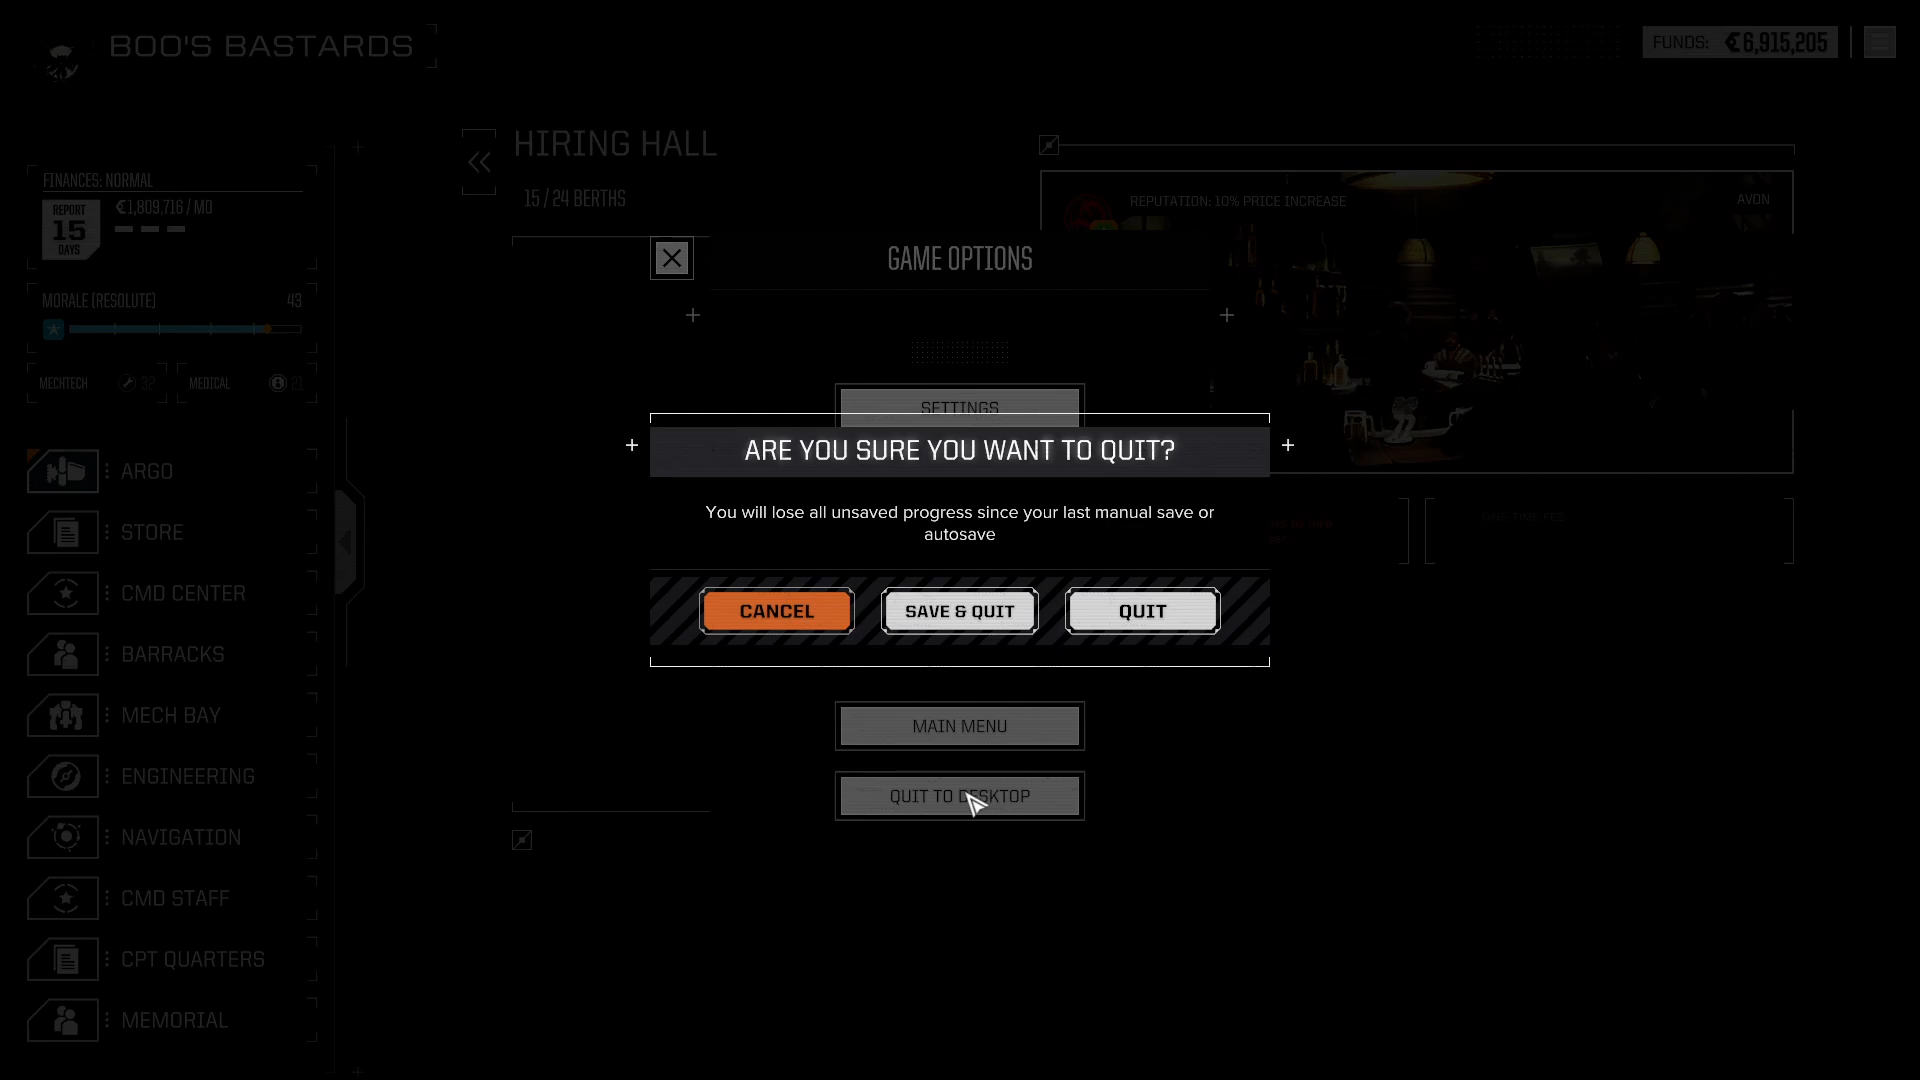 BOO'S BASTARDS
FUNDS: 6,915,205
FINANCES: NORMAL
REPORT
15
DAYS
1,809,716 / MO
MORALE (RESOLUTE) 43
MECHTECH 32
MEDICAL 21
ARGO
STORE
CMD CENTER
BARRACKS
MECH BAY
ENGINEERING
NAVIGATION
CMD STAFF
CPT QUARTERS
MEMORIAL
HIRING HALL
15 / 24 BERTHS
REPUTATION: 10% PRICE INCREASE
AVON
ONE-TIME FEE
GAME OPTIONS
SETTINGS
ARE YOU SURE YOU WANT TO QUIT?
You will lose all unsaved progress since your last manual save or
autosave
CANCEL
SAVE & QUIT
QUIT
MAIN MENU
QUIT TO DESKTOP